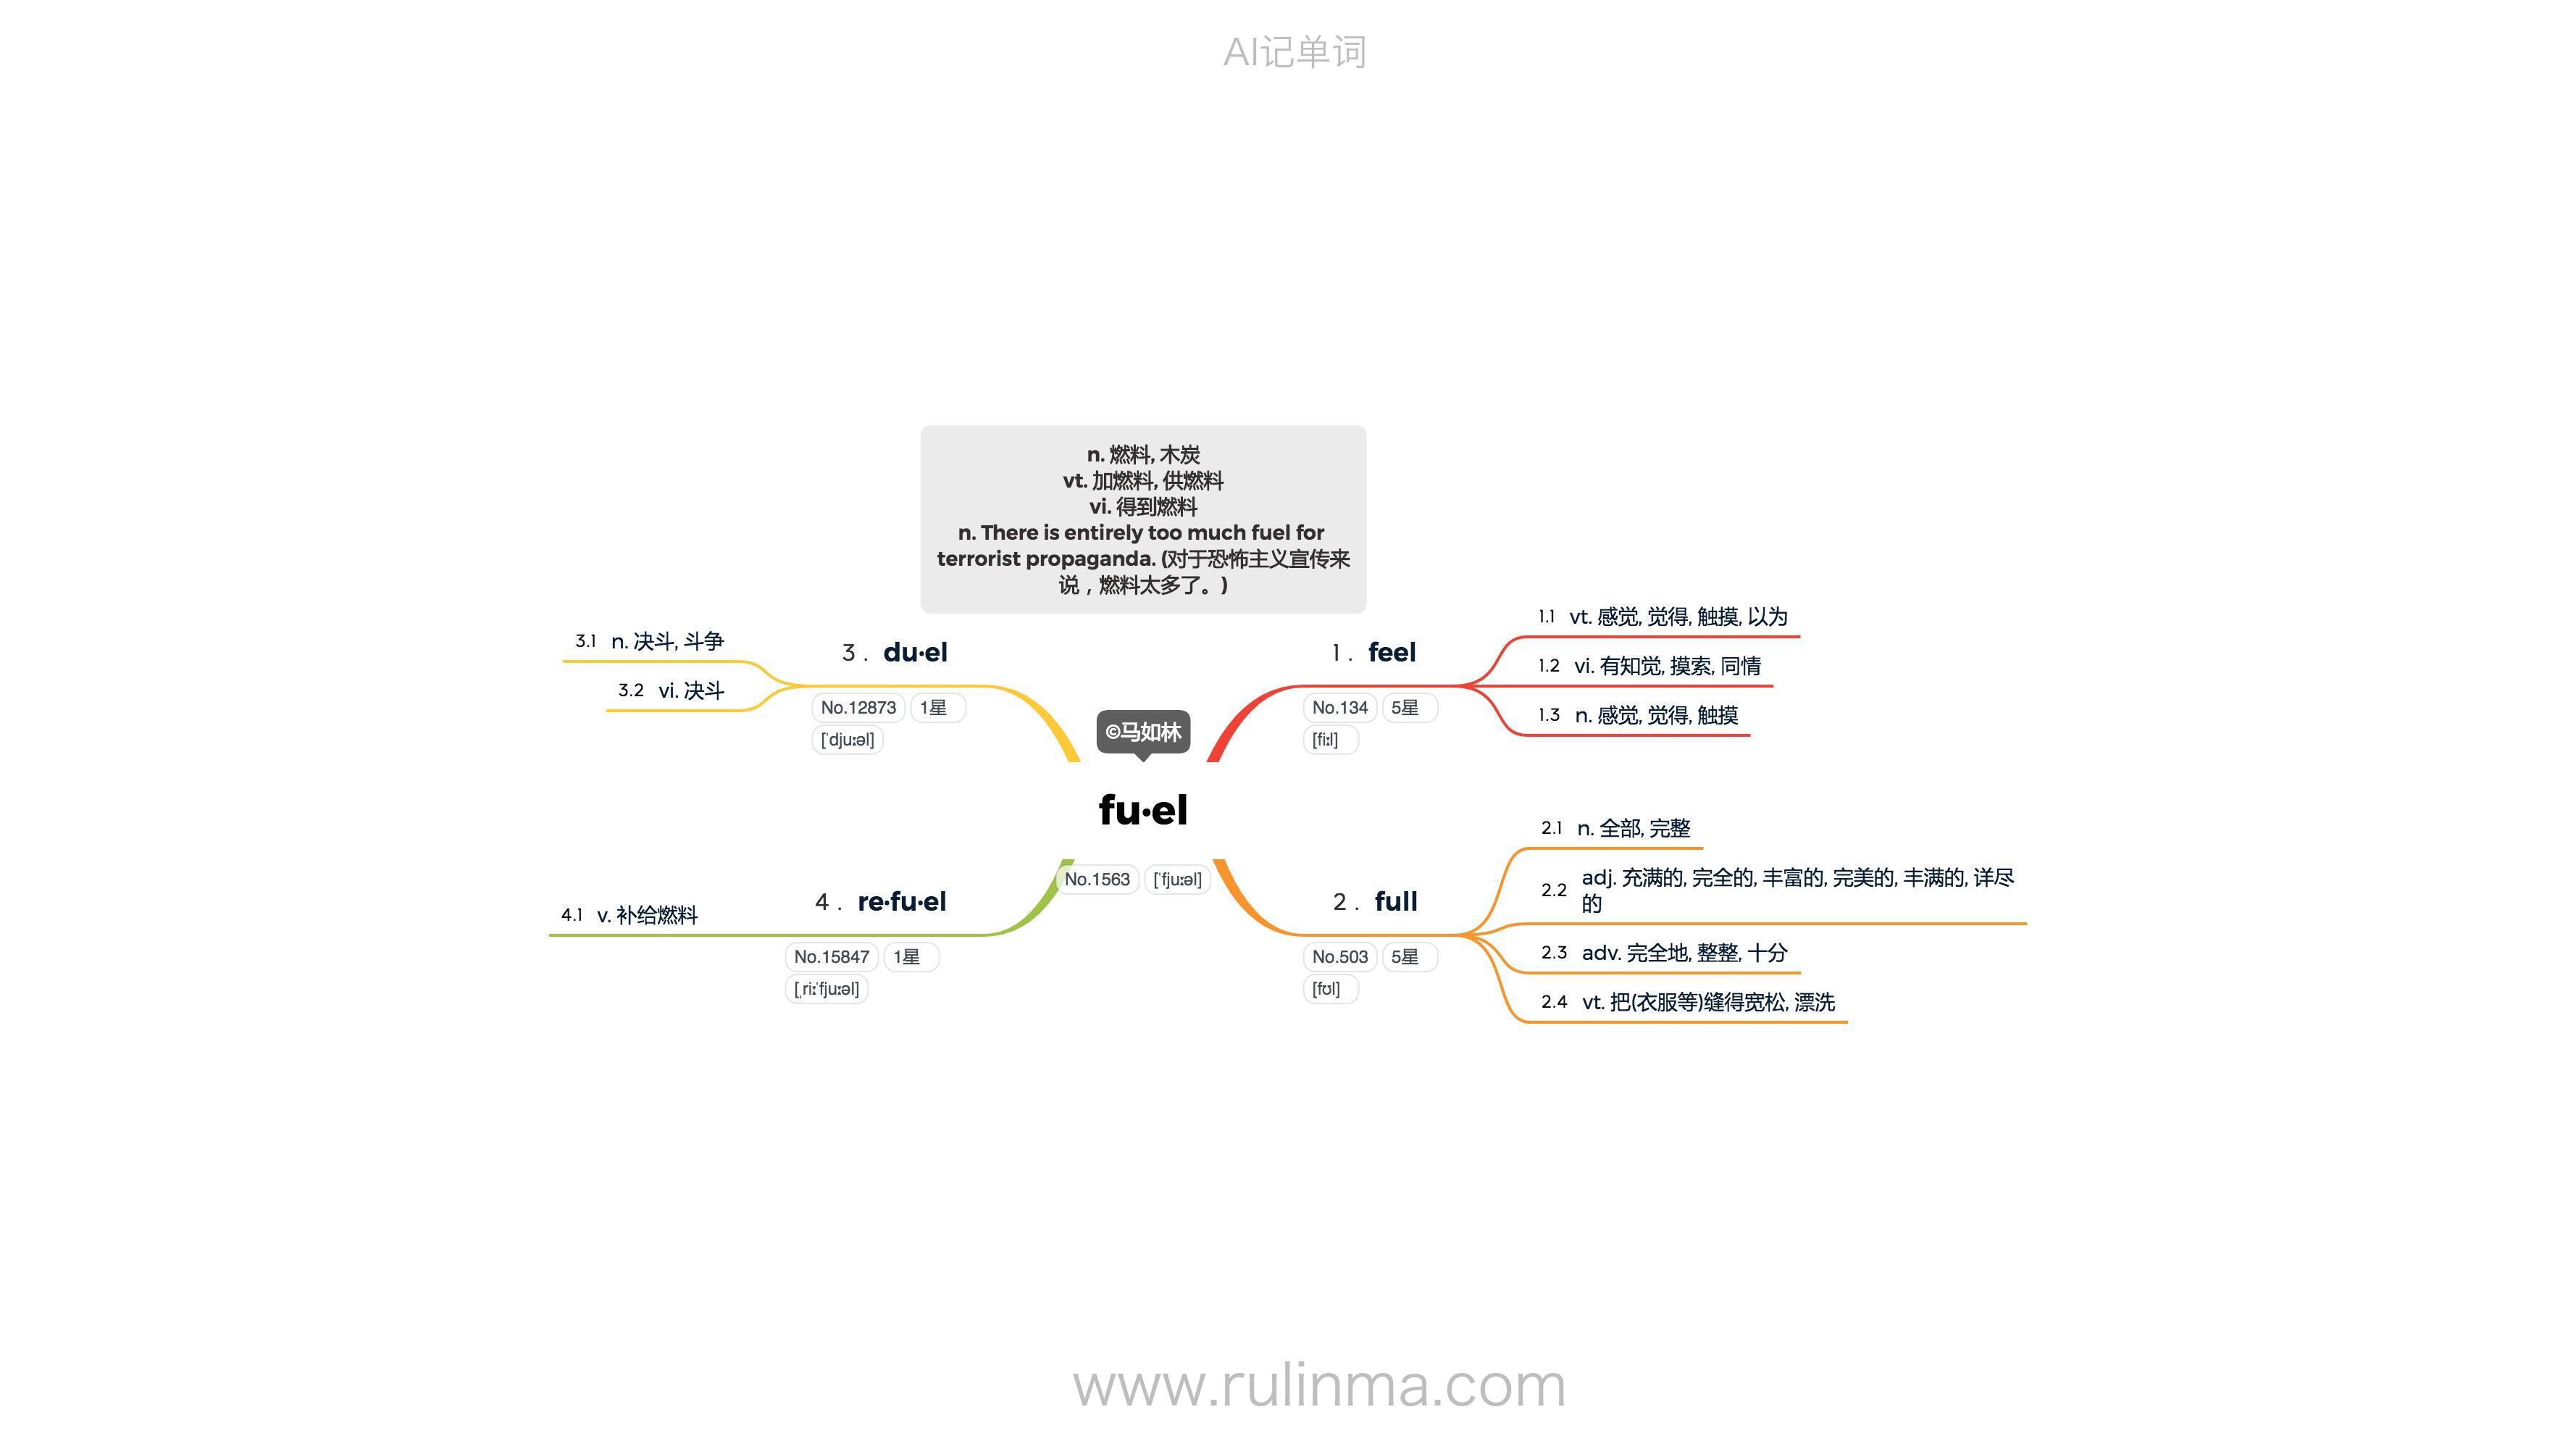 AI记单词
n. 燃料, 木炭
vt. 加燃料, 供燃料
vi. 得到燃料
n. There is entirely too much fuel for
terrorist propaganda. (对于恐怖主义宣传来
说，燃料太多了。)
©马如林
fu·el
No.1563 [ˈfjuːəl]
1. feel
No.134 5星
[fiːl]
1.1 vt. 感觉, 觉得, 触摸, 以为
1.2 vi. 有知觉, 摸索, 同情
1.3 n. 感觉, 觉得, 触摸
2. full
No.503 5星
[fʊl]
2.1 n. 全部, 完整
2.2 adj. 充满的, 完全的, 丰富的, 完美的, 丰满的, 详尽
的
2.3 adv. 完全地, 整整, 十分
2.4 vt. 把(衣服等)缝得宽松, 漂洗
3. du·el
No.12873 1星
[ˈdjuːəl]
3.1 n. 决斗, 斗争
3.2 vi. 决斗
4. re·fu·el
No.15847 1星
[ˌriːˈfjuːəl]
4.1 v. 补给燃料
www.rulinma.com